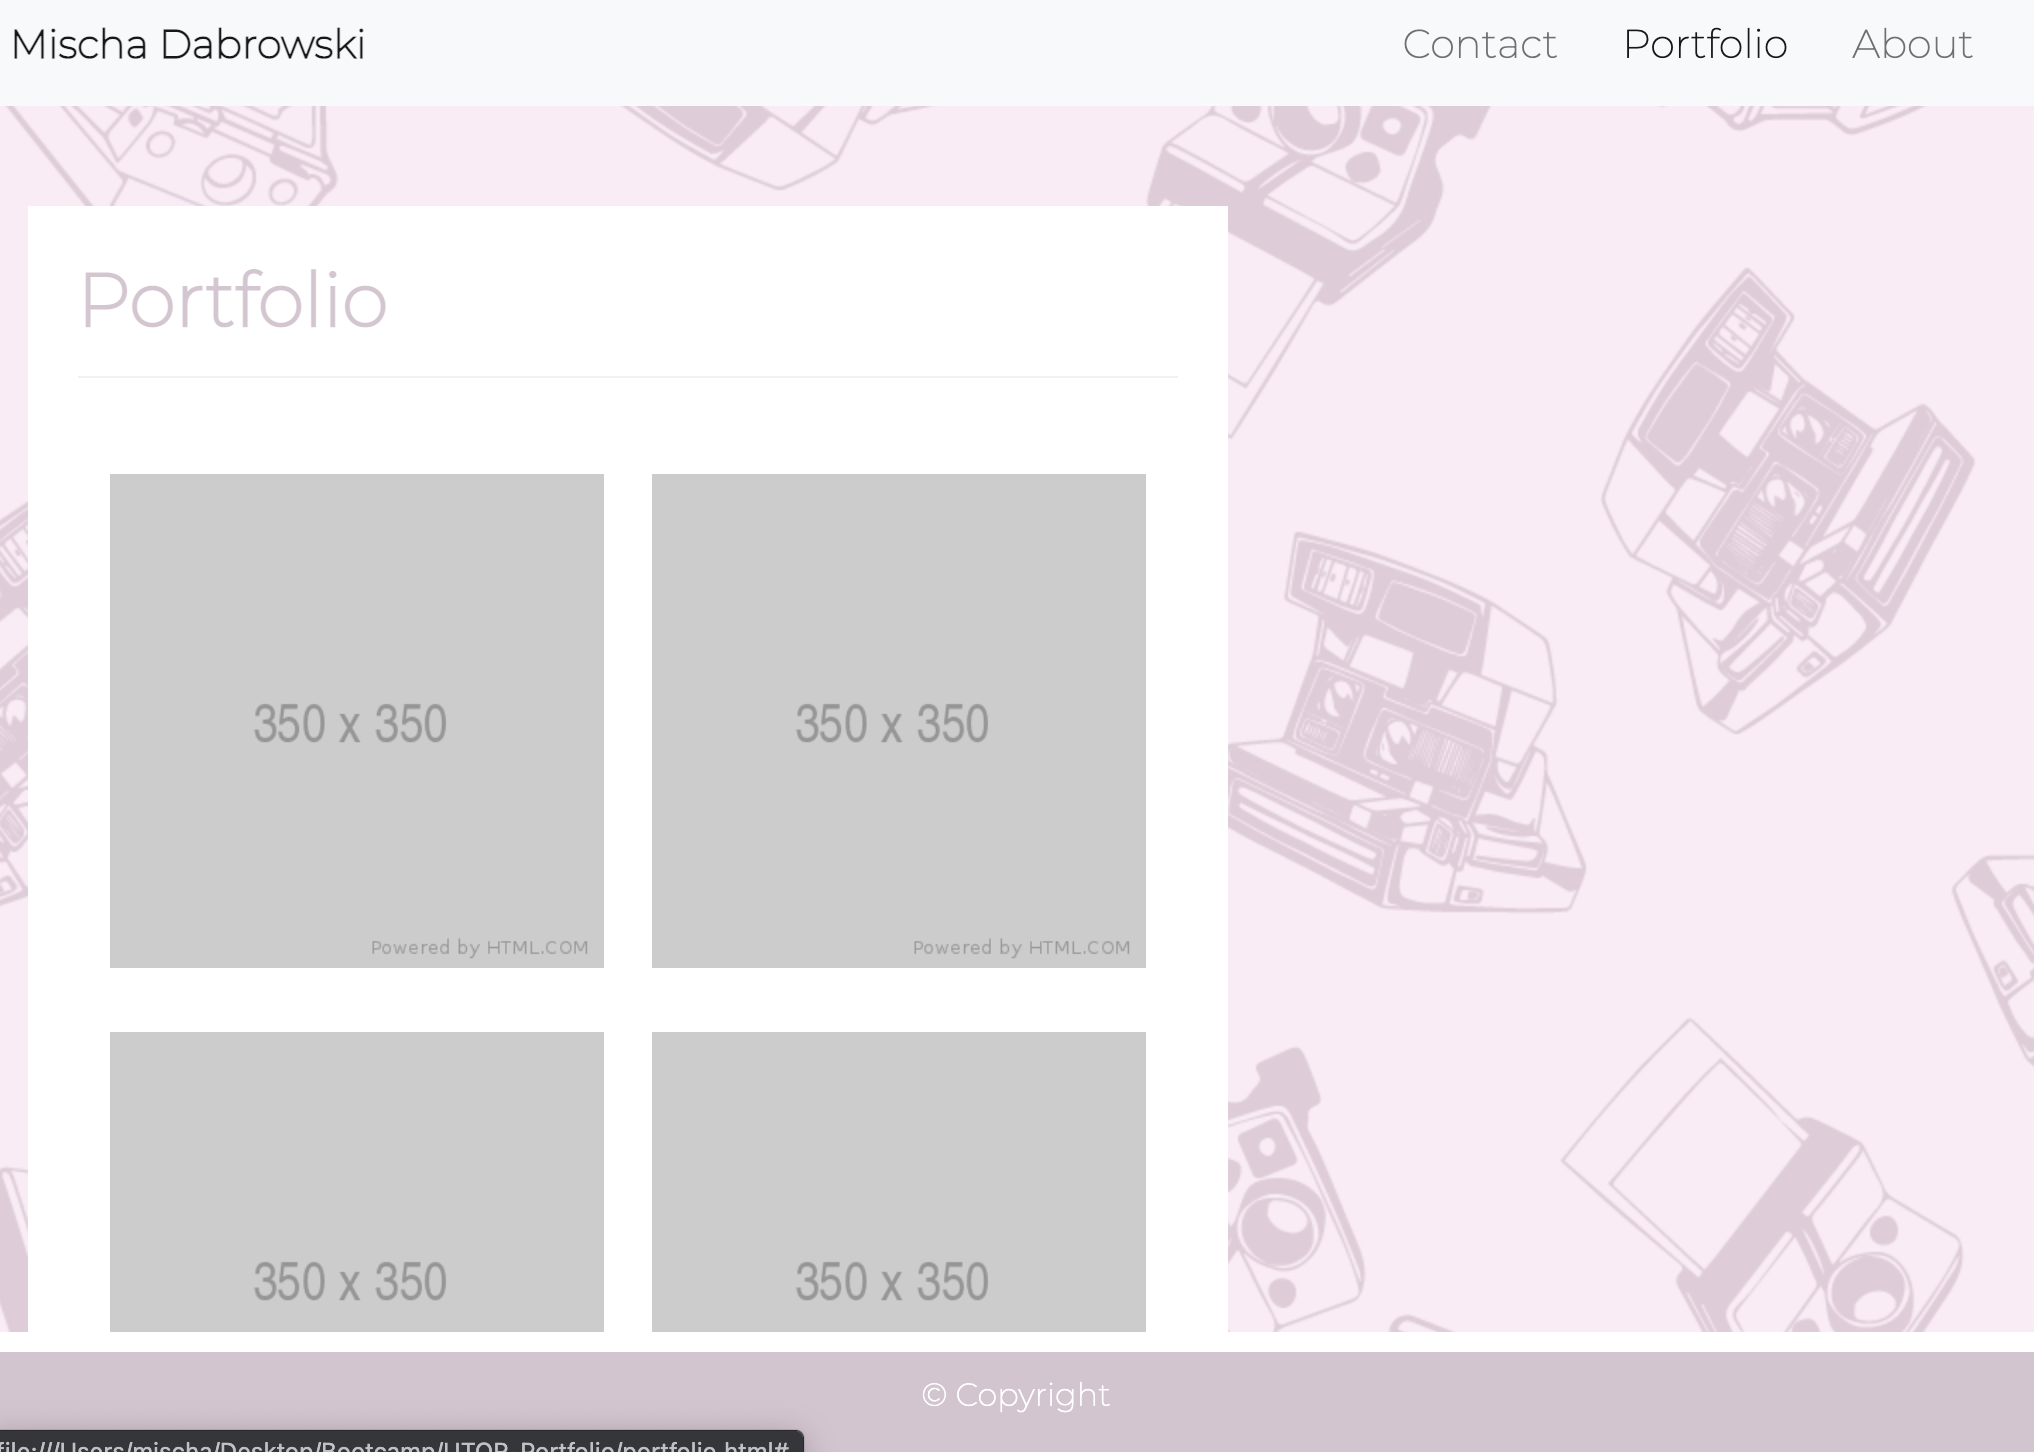 Mischa Dabrowski
Contact Portfolio About
Portfolio
350 x 350
350 x 350
Powered by HTML.COM
Powered by HTML.COM
350 x 350
350 x 350
© Copyright
file:///Users/mischa/Desktop/Bootcamp/UTOR_Portfolio/portfolio.html#